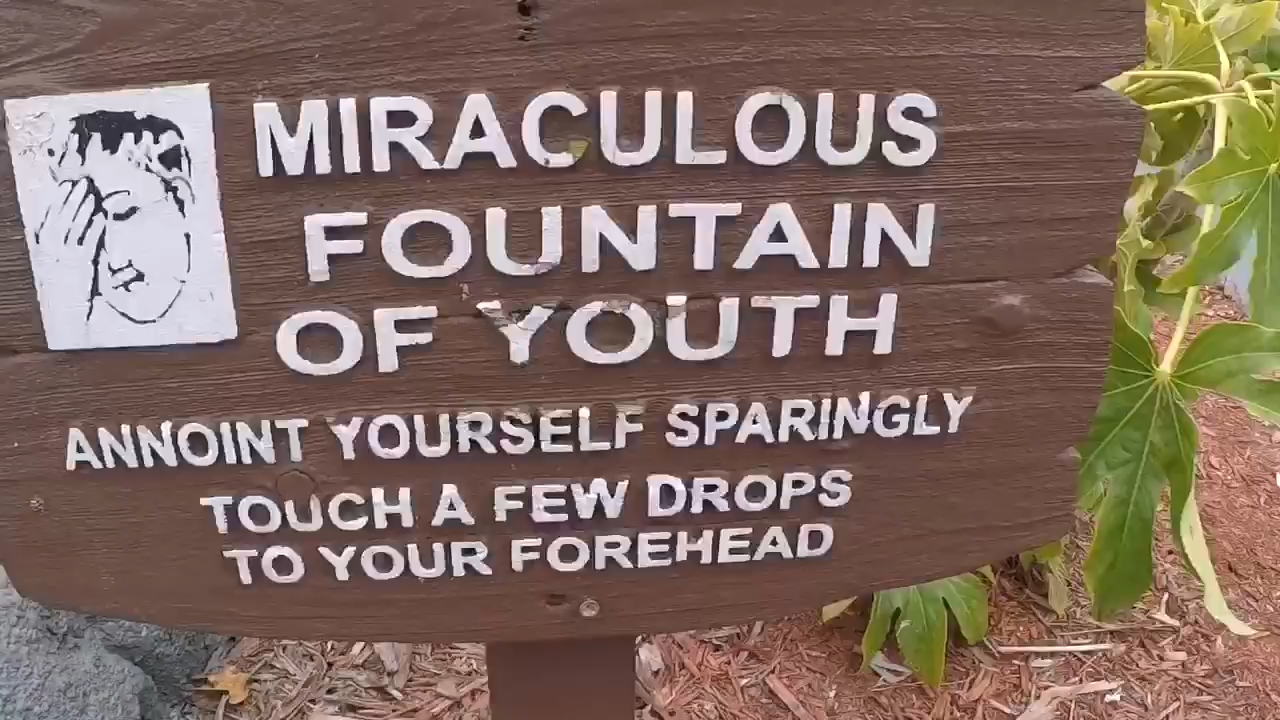 MIRACULOUS
FOUNTAIN
OF YOUTH
ANNOINT YOURSELF SPARINGLY
TOUCH A FEW DROPS
TO YOUR FOREHEAD